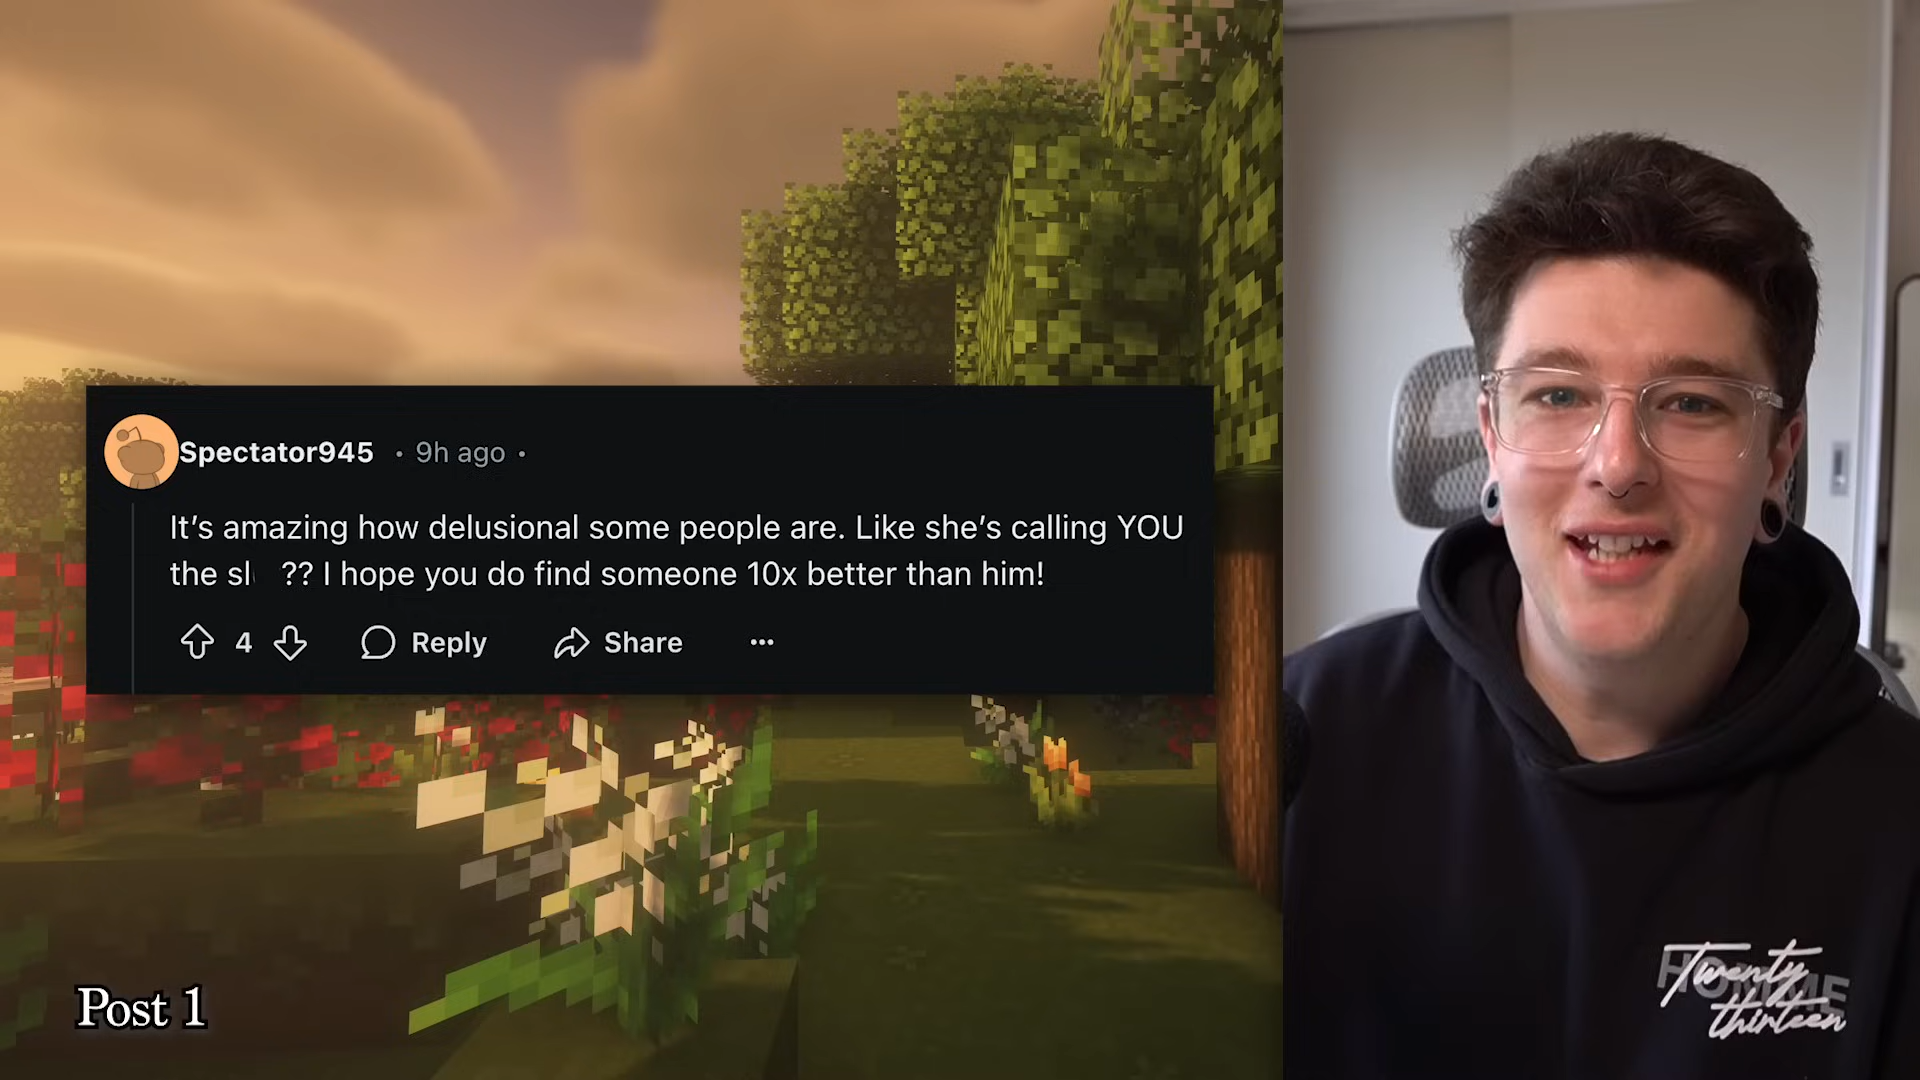 Spectator945 • 9h ago •
It’s amazing how delusional some people are. Like she’s calling YOU
the sl ?? I hope you do find someone 10x better than him!
4 Reply Share ...
Post 1
HOMME
Twenty
thirteen